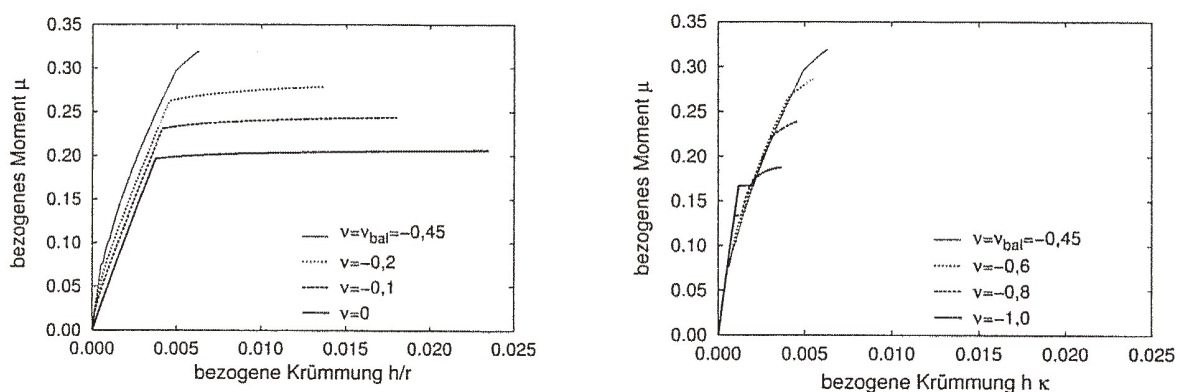 bezogenes Moment μ
0.35
0.30
0.25
0.20
0.15
0.10
0.05
0.00
ν=νbal=−0,45
ν=−0,2
ν=−0,1
ν=0
0.000 0.005 0.010 0.015 0.020 0.025
bezogene Krümmung h/r
bezogenes Moment μ
0.35
0.30
0.25
0.20
0.15
0.10
0.05
0.00
ν=νbal=−0,45
ν=−0,6
ν=−0,8
ν=−1,0
0.000 0.005 0.010 0.015 0.020 0.025
bezogene Krümmung h κ